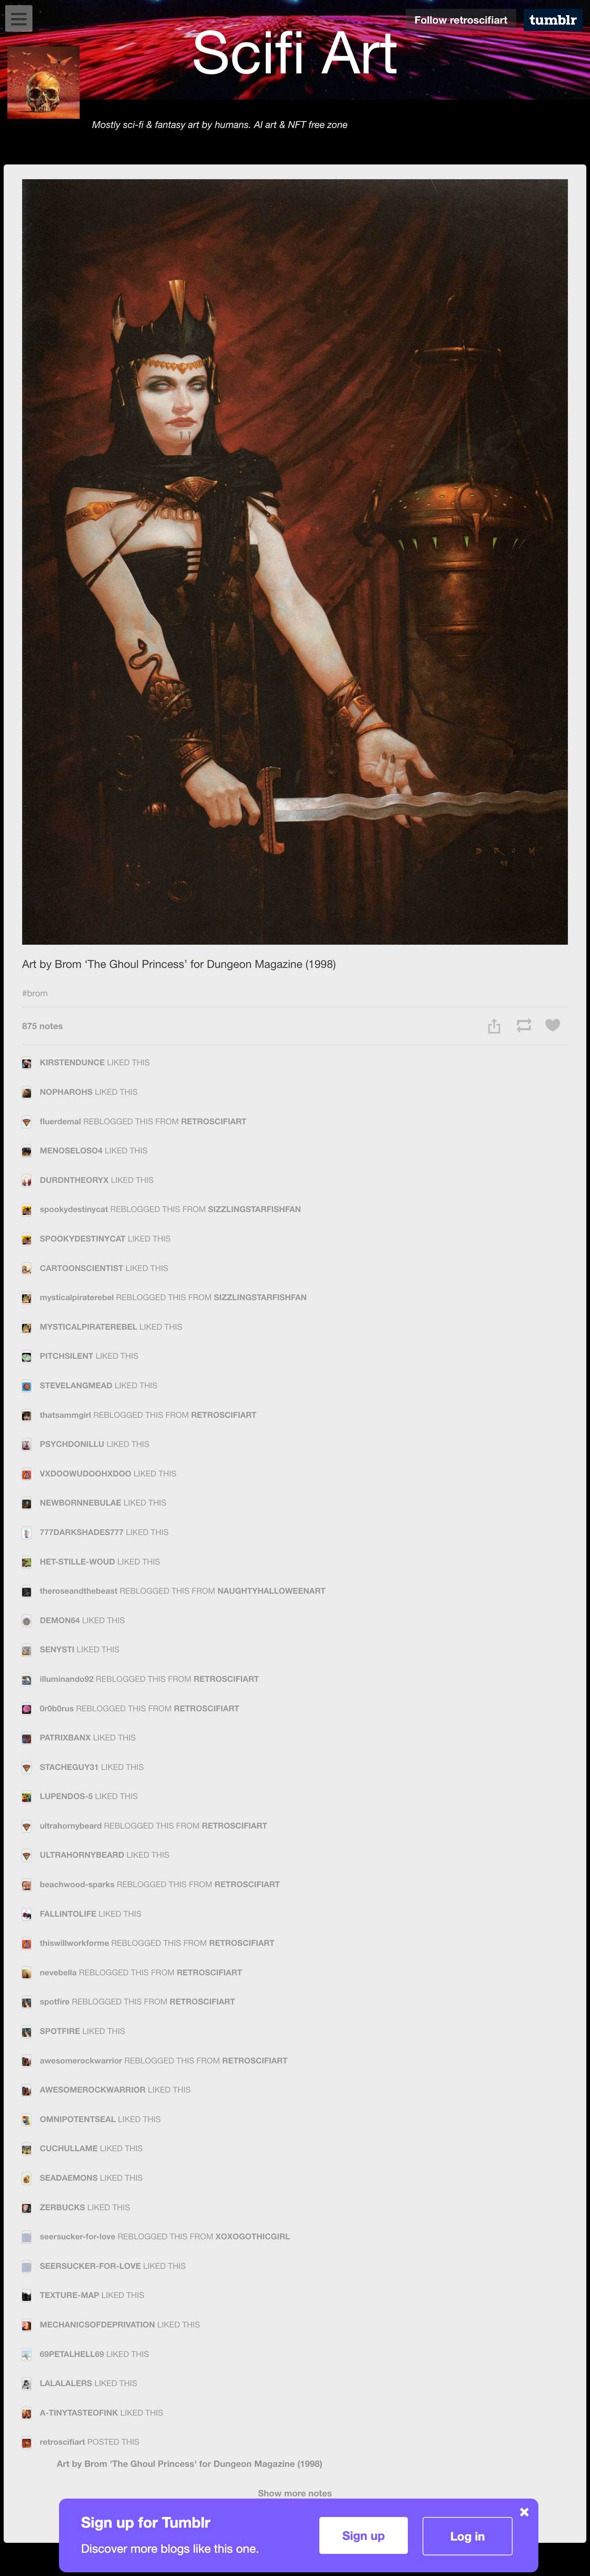 Follow retroscifiart
tumblr
Scifi Art
Mostly sci-fi & fantasy art by humans. AI art & NFT free zone
BROM
98
Art by Brom ‘The Ghoul Princess’ for Dungeon Magazine (1998)
#brom
875 notes
KIRSTENDUNCE LIKED THIS
NOPHAROHS LIKED THIS
fluerdemal REBLOGGED THIS FROM RETROSCIFIART
MENOSELOSO4 LIKED THIS
DURDNTHEORYX LIKED THIS
spookydestinycat REBLOGGED THIS FROM SIZZLINGSTARFISHFAN
SPOOKYDESTINYCAT LIKED THIS
CARTOONSCIENTIST LIKED THIS
mysticalpiraterebel REBLOGGED THIS FROM SIZZLINGSTARFISHFAN
MYSTICALPIRATEREBEL LIKED THIS
PITCHSILENT LIKED THIS
STEVELANGMEAD LIKED THIS
thatsammgirl REBLOGGED THIS FROM RETROSCIFIART
PSYCHDONILLU LIKED THIS
VXDOOWUDOOHXDOO LIKED THIS
NEWBORNNEBULAE LIKED THIS
777DARKSHADES777 LIKED THIS
HET-STILLE-WOUD LIKED THIS
theroseandthebeast REBLOGGED THIS FROM NAUGHTYHALLOWEENART
DEMON64 LIKED THIS
SENYSTI LIKED THIS
illuminando92 REBLOGGED THIS FROM RETROSCIFIART
0r0b0rus REBLOGGED THIS FROM RETROSCIFIART
PATRIXBANX LIKED THIS
STACHEGUY31 LIKED THIS
LUPENDOS-5 LIKED THIS
ultrahornybeard REBLOGGED THIS FROM RETROSCIFIART
ULTRAHORNYBEARD LIKED THIS
beachwood-sparks REBLOGGED THIS FROM RETROSCIFIART
FALLINTOLIFE LIKED THIS
thiswillworkforme REBLOGGED THIS FROM RETROSCIFIART
nevebella REBLOGGED THIS FROM RETROSCIFIART
spotfire REBLOGGED THIS FROM RETROSCIFIART
SPOTFIRE LIKED THIS
awesomerockwarrior REBLOGGED THIS FROM RETROSCIFIART
AWESOMEROCKWARRIOR LIKED THIS
OMNIPOTENTSEAL LIKED THIS
CUCHULLAME LIKED THIS
SEADAEMONS LIKED THIS
ZERBUCKS LIKED THIS
seersucker-for-love REBLOGGED THIS FROM XOXOGOTHICGIRL
SEERSUCKER-FOR-LOVE LIKED THIS
TEXTURE-MAP LIKED THIS
MECHANICSOFDEPRIVATION LIKED THIS
69PETALHELL69 LIKED THIS
LALALALERS LIKED THIS
A-TINYTASTEOFINK LIKED THIS
retroscifiart POSTED THIS
Art by Brom 'The Ghoul Princess' for Dungeon Magazine (1998)
Show more notes
Sign up for Tumblr
Discover more blogs like this one.
Sign up
Log in